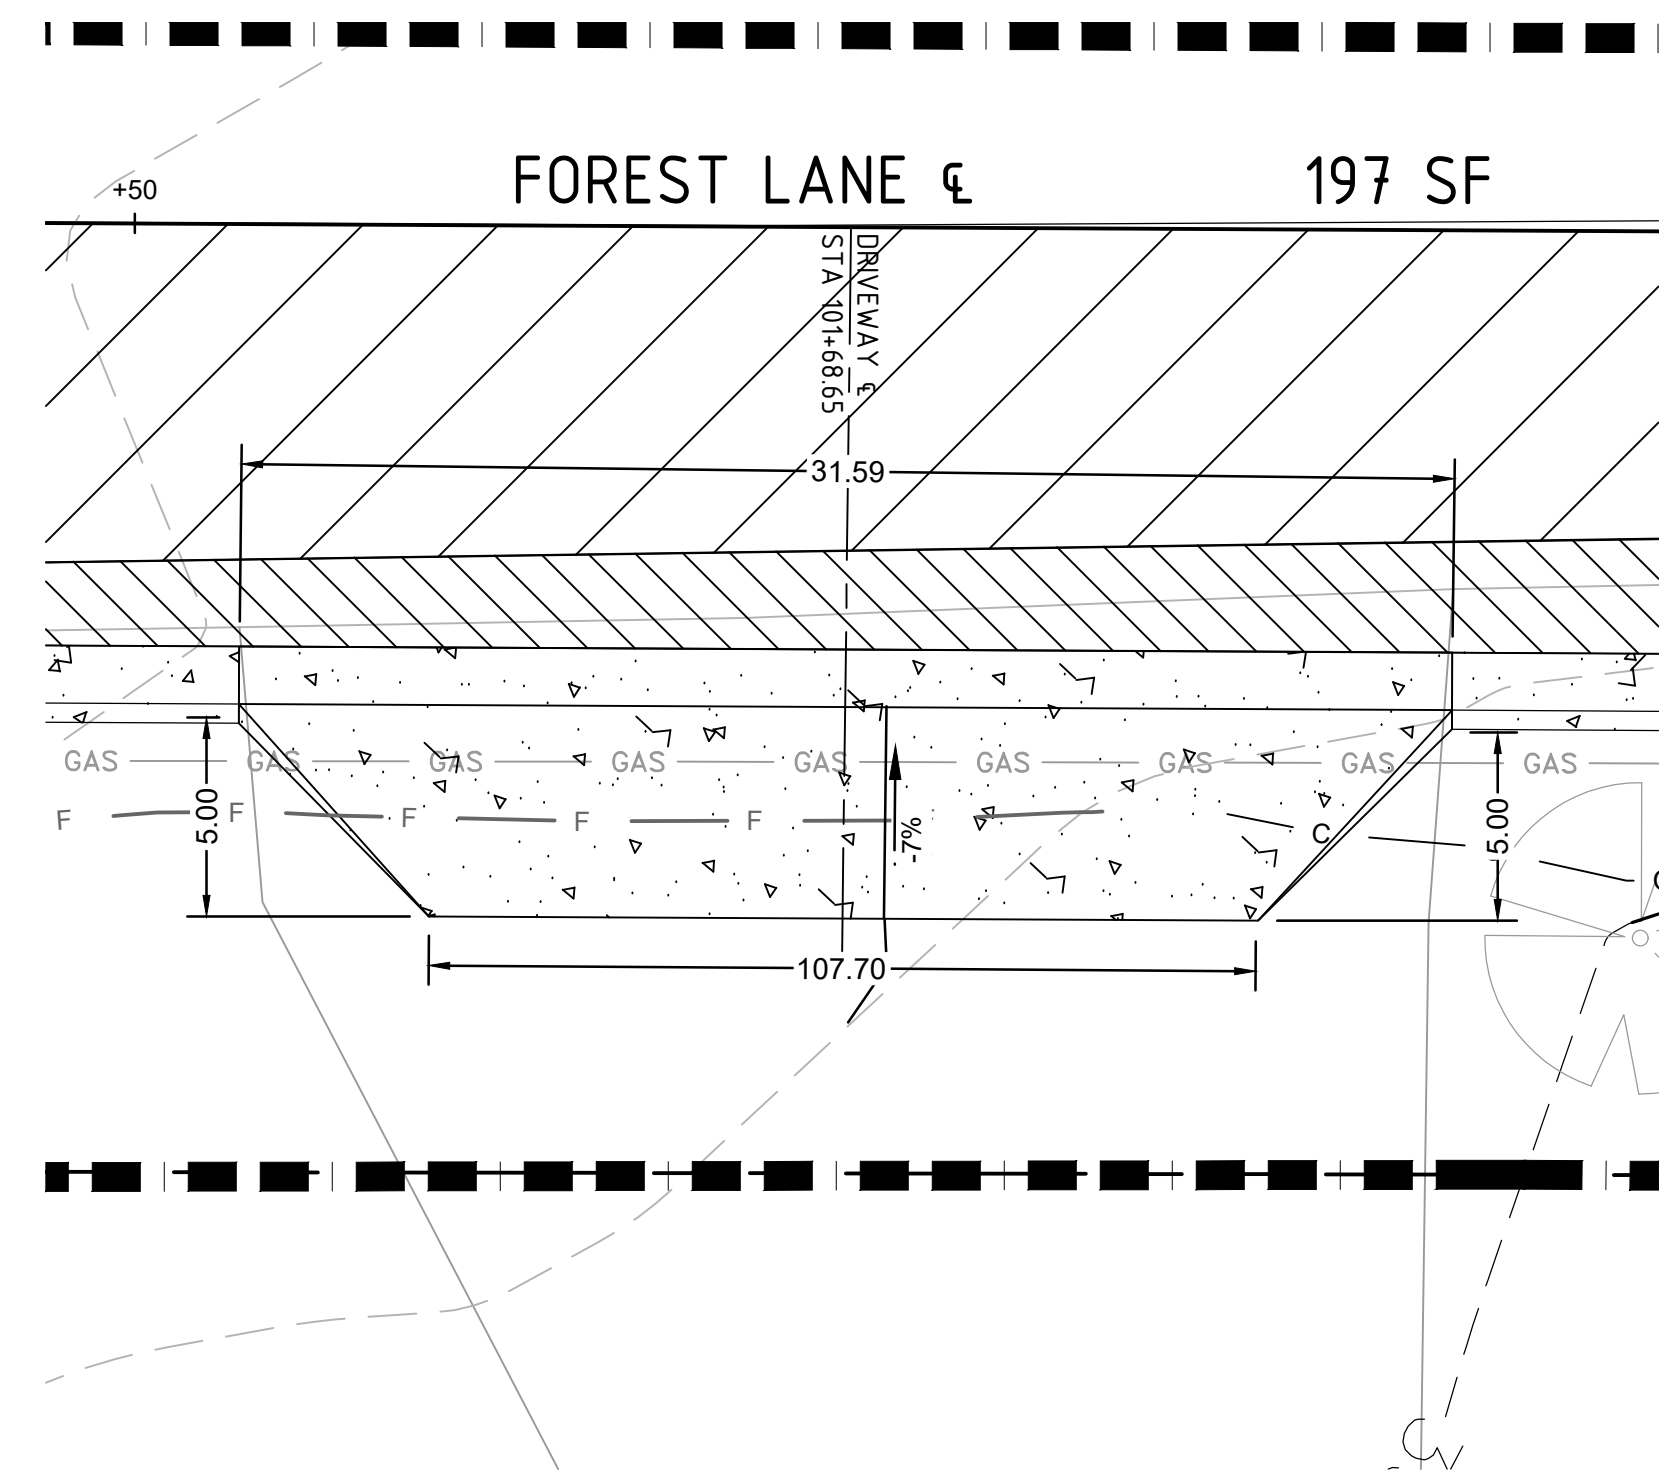 FOREST LANE ℄
197 SF
+50
DRIVEWAY ℄
STA 101+68.65
31.59
GAS GAS GAS GAS GAS GAS GAS GAS GAS
F F F F F
5.00
-7%
C
5.00
107.70